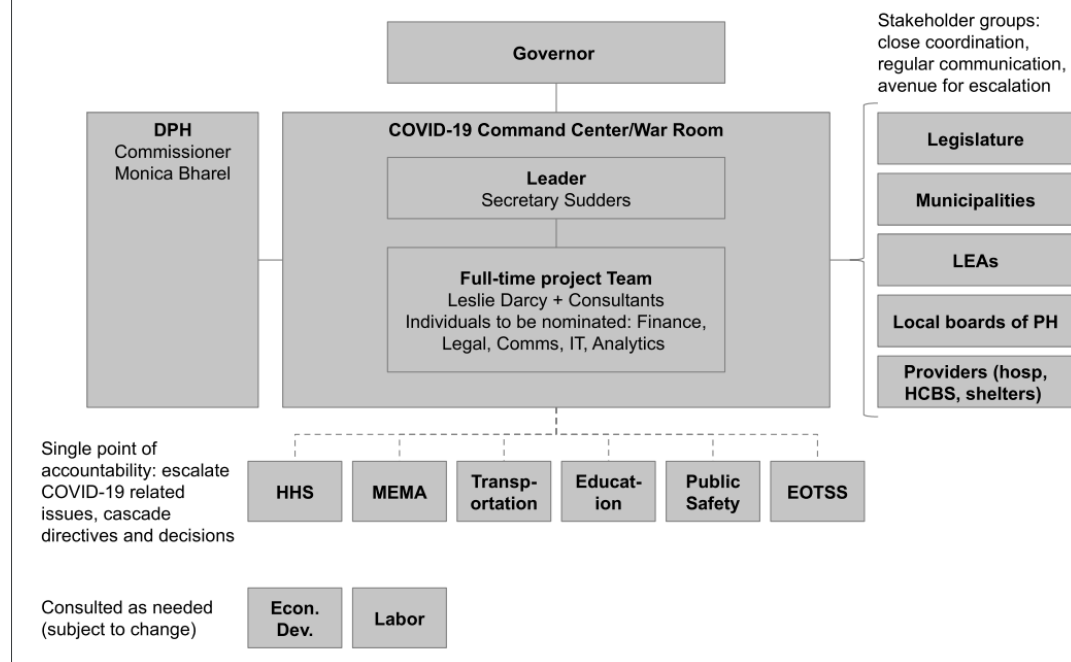 Governor
Stakeholder groups:
close coordination,
regular communication,
avenue for escalation
DPH
Commissioner
Monica Bharel
COVID-19 Command Center/War Room
Leader
Secretary Sudders
Full-time project Team
Leslie Darcy + Consultants
Individuals to be nominated: Finance,
Legal, Comms, IT, Analytics
Legislature
Municipalities
LEAs
Local boards of PH
Providers (hosp,
HCBS, shelters)
Single point of
accountability: escalate
COVID-19 related
issues, cascade
directives and decisions
HHS
MEMA
Transp-
ortation
Educat-
ion
Public
Safety
EOTSS
Consulted as needed
(subject to change)
Econ.
Dev.
Labor